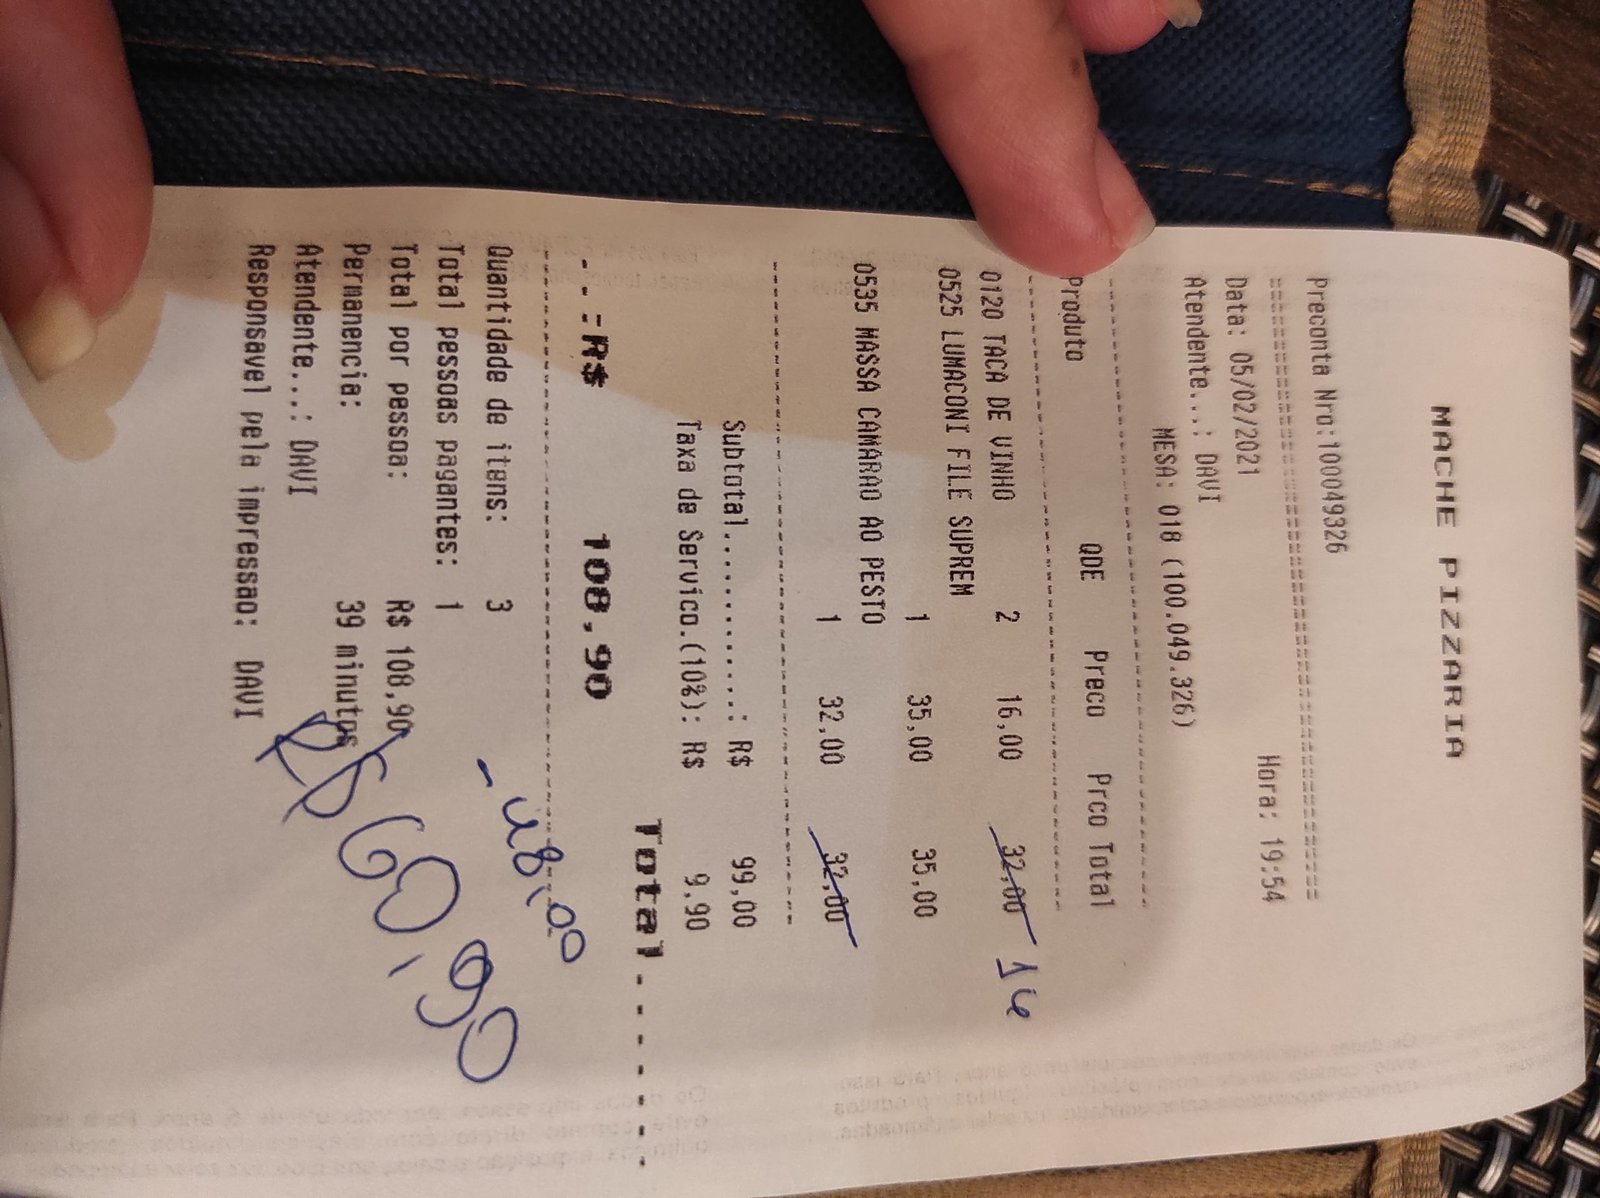 MACHE PIZZARIA
Preconta Nro:100049326
========================================
Data: 05/02/2021 Hora: 19:54
Atendente...: DAVI
MESA: 018 (100.049.326)
----------------------------------------
Produto QDE Preco Prco Total
----------------------------------------
0120 TACA DE VINHO 2 16,00 32,00 16
0525 LUMACONI FILE SUPREM
1 35,00 35,00
0535 MASSA CAMARAO AO PESTO
1 32,00 32,00
----------------------------------------
Subtotal............: R$ 99,00
Taxa de Servico.(10%): R$ 9,90
Total.....
..:R$ 108,90
----------------------------------------
- 48,00
Quantidade de itens: 3
Total pessoas pagantes: 1
Total por pessoa: R$ 108,90
Permanencia: 39 minutos
R$ 60,90
Atendente...: DAVI
Responsavel pela impressao: DAVI